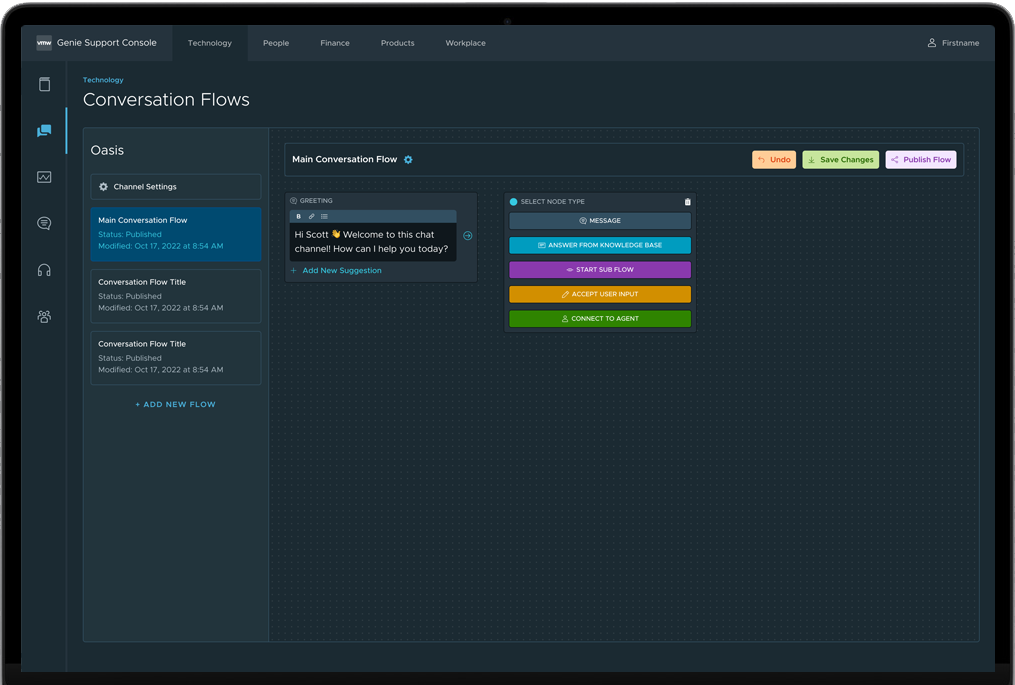 vmw Genie Support Console
Technology
People
Finance
Products
Workplace
Firstname
Technology
Conversation Flows
Oasis
Channel Settings
Main Conversation Flow
Status: Published
Modified: Oct 17, 2022 at 8:54 AM
Conversation Flow Title
Status: Published
Modified: Oct 17, 2022 at 8:54 AM
Conversation Flow Title
Status: Published
Modified: Oct 17, 2022 at 8:54 AM
+ ADD NEW FLOW
Main Conversation Flow
Undo
Save Changes
Publish Flow
GREETING
B
Hi Scott 👋 Welcome to this chat
channel! How can I help you today?
+ Add New Suggestion
SELECT NODE TYPE
MESSAGE
ANSWER FROM KNOWLEDGE BASE
START SUB FLOW
ACCEPT USER INPUT
CONNECT TO AGENT